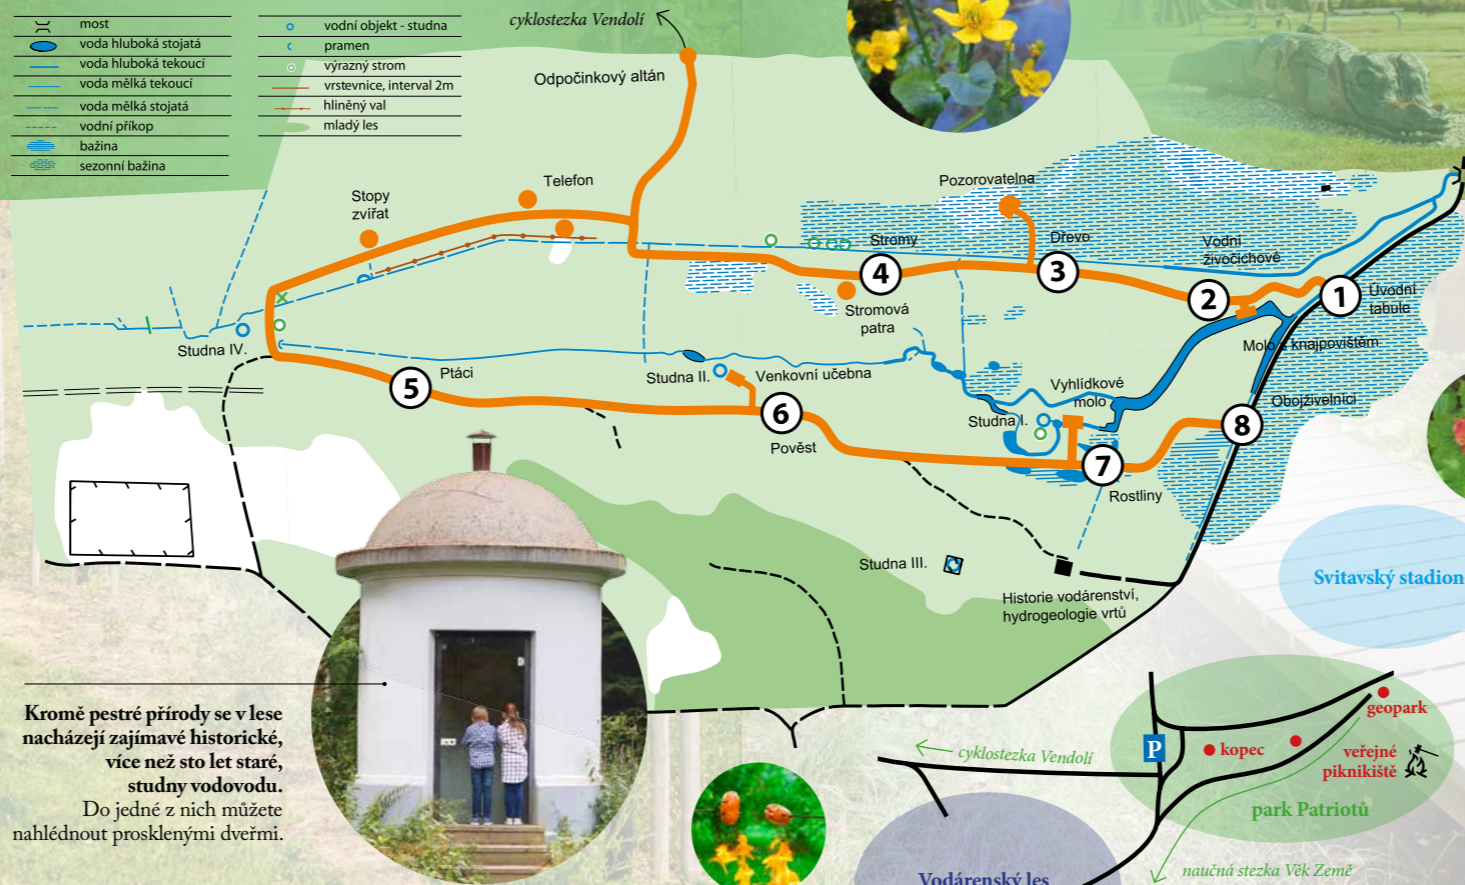 most
voda hluboká stojatá
voda hluboká tekoucí
voda mělká tekoucí
voda mělká stojatá
vodní příkop
bažina
sezonní bažina
vodní objekt - studna
pramen
výrazný strom
vrstevnice, interval 2m
hliněný val
mladý les
cyklostezka Vendolí
Odpočinkový altán
Telefon
Stopy
zvířat
Pozorovatelna
Stromy
Dřevo
Vodní
živočichové
4
3
2
1
Úvodní
tabule
Stromová
patra
Molo s knajpovištěm
Studna IV.
Ptáci
Studna II.
Venkovní učebna
Vyhlídkové
molo
Obojživelníci
5
6
Studna I.
8
Pověst
7
Rostliny
Studna III.
Historie vodárenství,
hydrogeologie vrtů
Svitavský stadion
Kromě pestré přírody se v lese
nacházejí zajímavé historické,
více než sto let staré,
studny vodovodu.
Do jedné z nich můžete
nahlédnout prosklenými dveřmi.
cyklostezka Vendolí
P
kopec
geopark
veřejné
piknikiště
park Patriotů
naučná stezka Věk Země
Vodárenský les